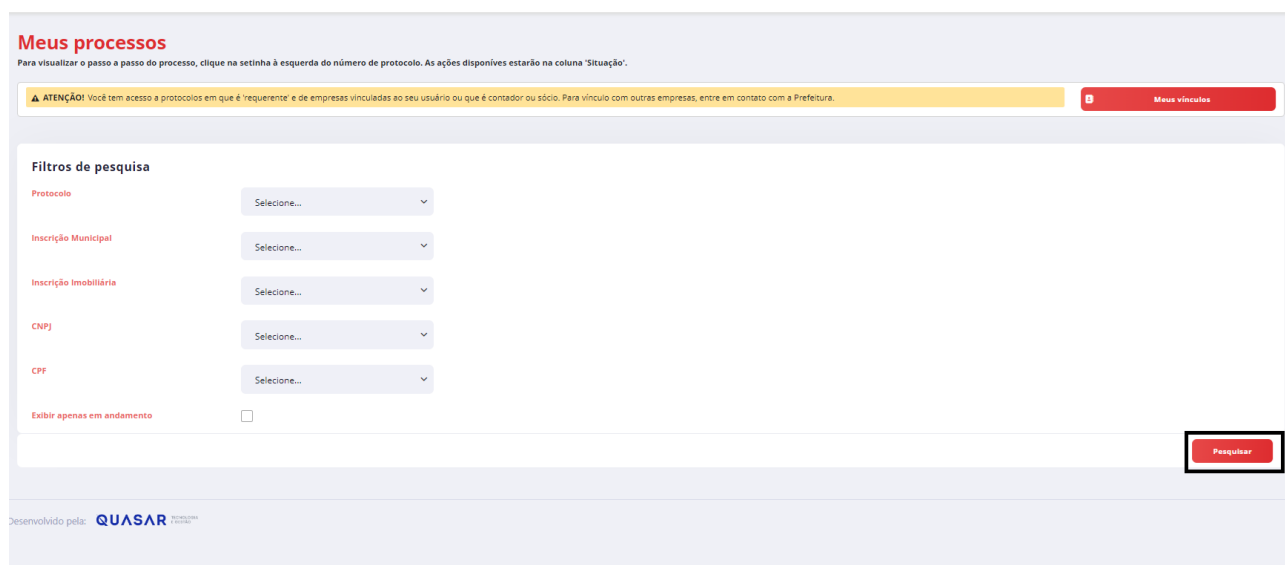 Meus processos
Para visualizar o passo a passo do processo, clique na setinha à esquerda do número de protocolo. As ações disponíves estarão na coluna 'Situação'.
ATENÇÃO! Você tem acesso a protocolos em que é 'requerente' e de empresas vinculadas ao seu usuário ou que é contador ou sócio. Para vínculo com outras empresas, entre em contato com a Prefeitura.
Meus vínculos
Filtros de pesquisa
Protocolo
Selecione...
Inscrição Municipal
Selecione...
Inscrição Imobiliária
Selecione...
CNPJ
Selecione...
CPF
Selecione...
Exibir apenas em andamento
Pesquisar
Desenvolvido pela: QUASAR